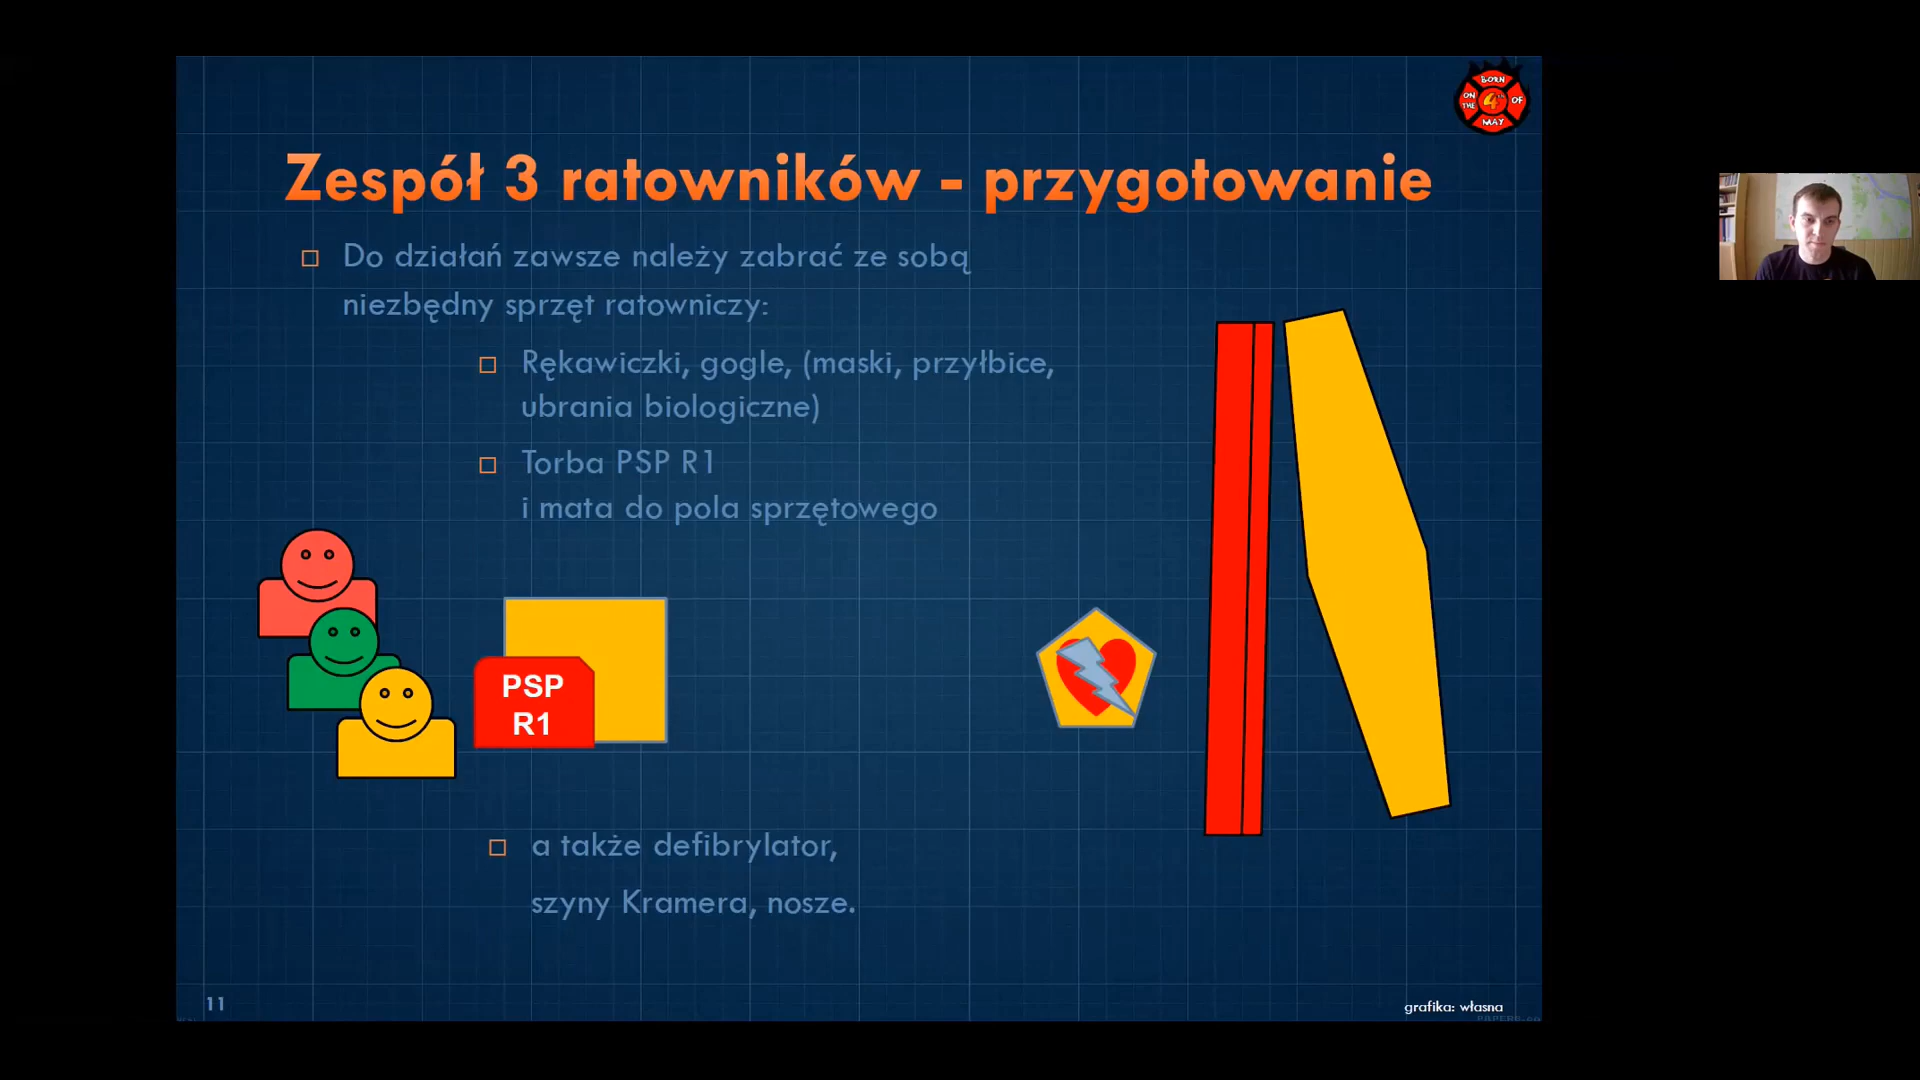 BORN
ON THE 4th OF
MAY
Zespół 3 ratowników - przygotowanie
Do działań zawsze należy zabrać ze sobą
niezbędny sprzęt ratowniczy:
Rękawiczki, gogle, (maski, przyłbice,
ubrania biologiczne)
Torba PSP R1
i mata do pola sprzętowego
PSP
R1
a także defibrylator,
szyny Kramera, nosze.
11
grafika: własna